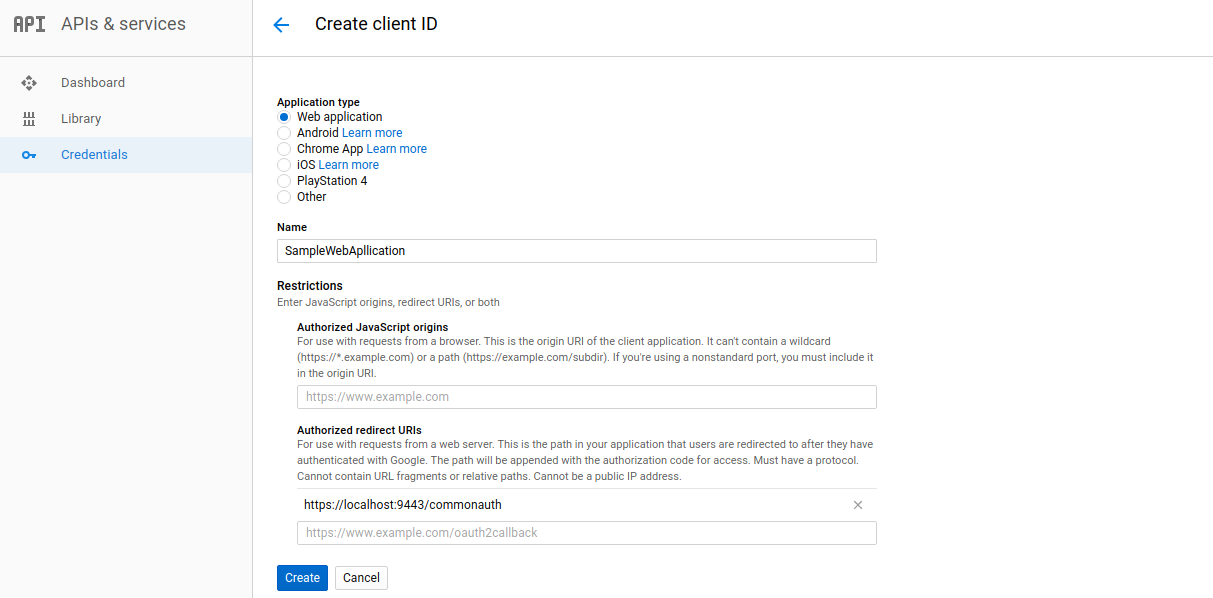 API APIs & services
Create client ID
Dashboard
Library
Credentials
Application type
Web application
Android Learn more
Chrome App Learn more
iOS Learn more
PlayStation 4
Other
Name
SampleWebApllication
Restrictions
Enter JavaScript origins, redirect URIs, or both
Authorized JavaScript origins
For use with requests from a browser. This is the origin URI of the client application. It can't contain a wildcard
(https://*.example.com) or a path (https://example.com/subdir). If you're using a nonstandard port, you must include it
in the origin URI.
https://www.example.com
Authorized redirect URIs
For use with requests from a web server. This is the path in your application that users are redirected to after they have
authenticated with Google. The path will be appended with the authorization code for access. Must have a protocol.
Cannot contain URL fragments or relative paths. Cannot be a public IP address.
https://localhost:9443/commonauth
https://www.example.com/oauth2callback
Create Cancel